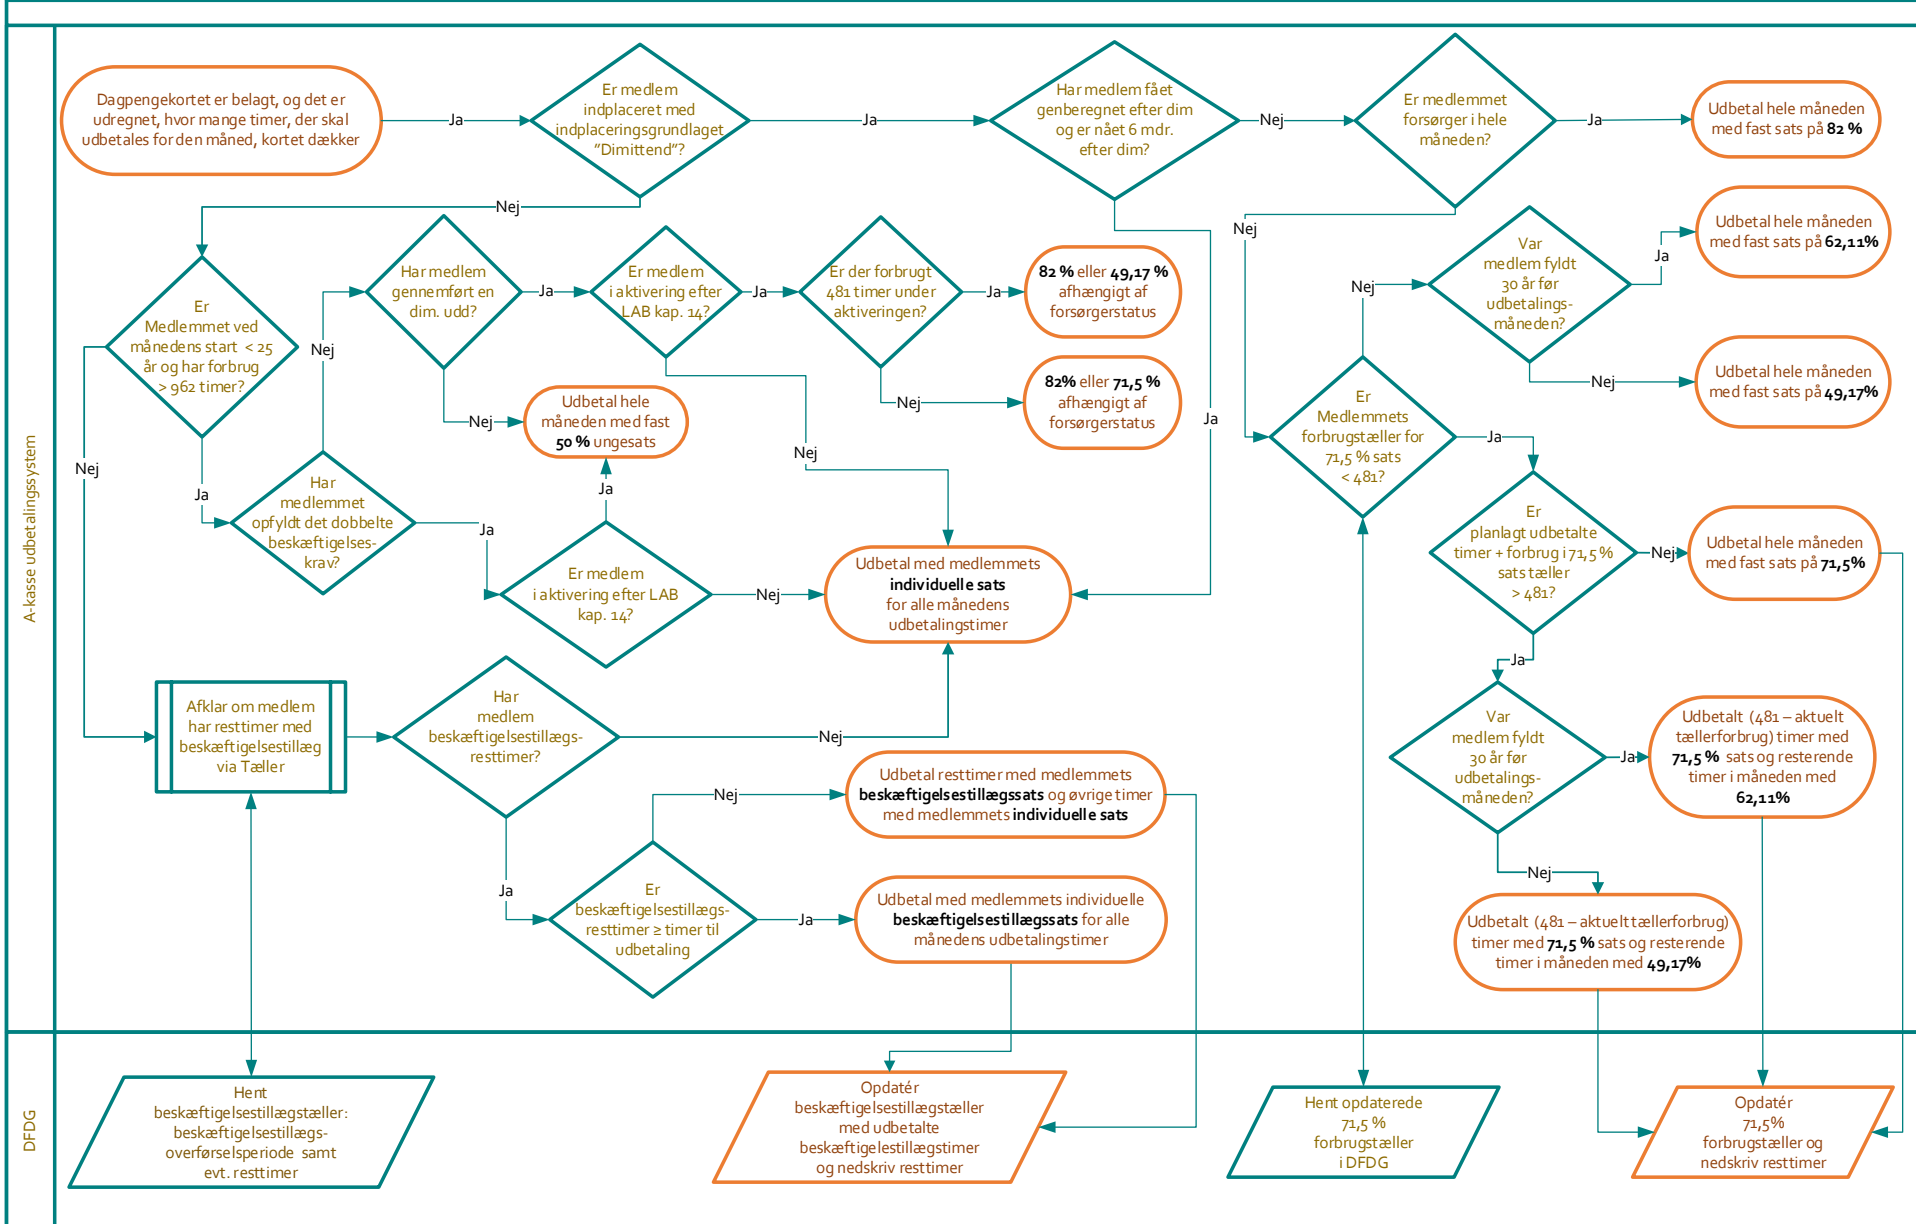 A-kasse udbetalingssystem
Dagpengekortet er belagt, og det er
udregnet, hvor mange timer, der skal
udbetales for den måned, kortet dækker
Ja
Er medlem
indplaceret med
indplaceringsgrundlaget
"Dimittend"?
Ja
Har medlem fået
genberegnet efter dim
og er nået 6 mdr.
efter dim?
Nej
Er medlemmet
forsørger i hele
måneden?
Ja
Udbetal hele måneden
med fast sats på 82 %
Nej
Er
Medlemmet ved
månedens start < 25
år og har forbrug
> 962 timer?
Nej
Ja
Har
medlemmet
opfyldt det dobbelte
beskæftigelses-
krav?
Nej
Har medlem
gennemført en
dim. udd?
Ja
Er medlem
i aktivering efter
LAB kap. 14?
Ja
Er der forbrugt
481 timer under
aktiveringen?
Ja
82 % eller 49,17 %
afhængigt af
forsørgerstatus
Nej
82% eller 71,5 %
afhængigt af
forsørgerstatus
Nej
Udbetal hele
måneden med fast
50 % ungesats
Nej
Ja
Ja
Er medlem
i aktivering efter LAB
kap. 14?
Nej
Udbetal med medlemmets
individuelle sats
for alle månedens
udbetalingstimer
Ja
Nej
Var
medlem fyldt
30 år før
udbetalings-
måneden?
Ja
Udbetal hele måneden
med fast sats på 62,11%
Nej
Udbetal hele måneden
med fast sats på 49,17%
Nej
Er
Medlemmets
forbrugstæller for
71,5 % sats
< 481?
Ja
Er
planlagt udbetalte
timer + forbrug i 71,5 %
sats tæller
> 481?
Nej
Udbetal hele måneden
med fast sats på 71,5%
Ja
Var
medlem fyldt
30 år før
udbetalings-
måneden?
Ja
Udbetalt (481 – aktuelt
tællerforbrug) timer med
71,5 % sats og resterende
timer i måneden med
62,11%
Nej
Udbetalt (481 – aktuelt tællerforbrug)
timer med 71,5 % sats og resterende
timer i måneden med 49,17%
Afklar om medlem
har resttimer med
beskæftigelsestillæg
via Tæller
Har
medlem
beskæftigelsestillægs-
resttimer?
Nej
Ja
Er
beskæftigelsestillægs-
resttimer ≥ timer til
udbetaling
Nej
Udbetal resttimer med medlemmets
beskæftigelsestillægssats og øvrige timer
med medlemmets individuelle sats
Ja
Udbetal med medlemmets individuelle
beskæftigelsestillægssats for alle
månedens udbetalingstimer
DFDG
Hent
beskæftigelsestillægstæller:
beskæftigelsestillægs-
overførselsperiode samt
evt. resttimer
Opdatér
beskæftigelsestillægstæller
med udbetalte
beskæftigelestillægstimer
og nedskriv resttimer
Hent opdaterede
71,5 %
forbrugstæller
i DFDG
Opdatér
71,5%
forbrugstæller og
nedskriv resttimer